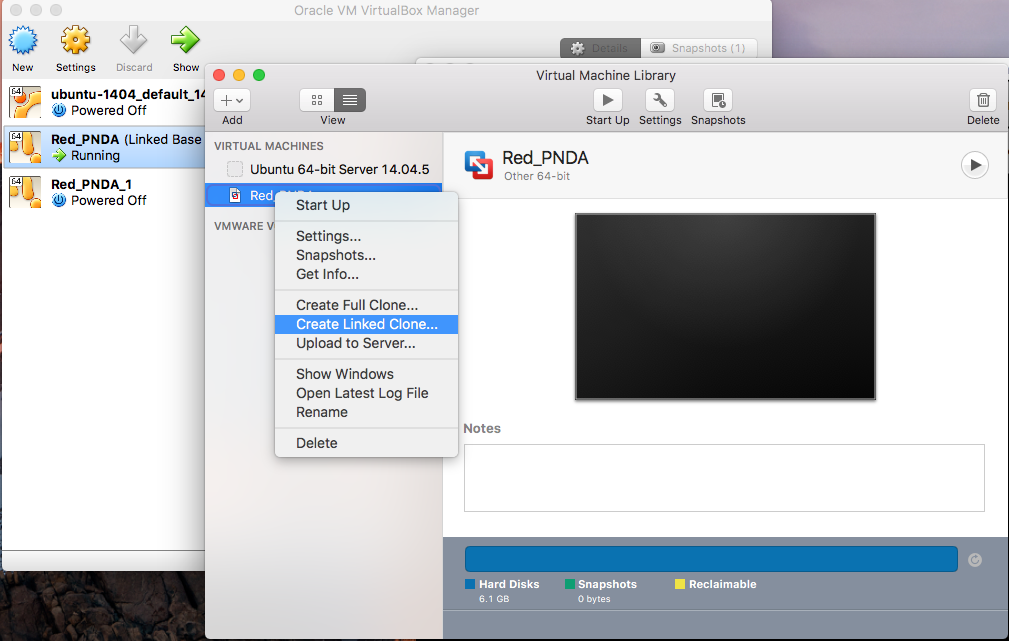 Oracle VM VirtualBox Manager
New
Settings
Discard
Show
Details
Snapshots (1)
64
ubuntu-1404_default_14
Powered Off
64
Red_PNDA (Linked Base
Running
64
Red_PNDA_1
Powered Off
Virtual Machine Library
Add
View
Start Up
Settings
Snapshots
Delete
VIRTUAL MACHINES
Ubuntu 64-bit Server 14.04.5
Red_PNDA
VMWARE V
Start Up
Settings...
Snapshots...
Get Info...
Create Full Clone...
Create Linked Clone...
Upload to Server...
Show Windows
Open Latest Log File
Rename
Delete
Red_PNDA
Other 64-bit
Notes
Hard Disks
6.1 GB
Snapshots
0 bytes
Reclaimable